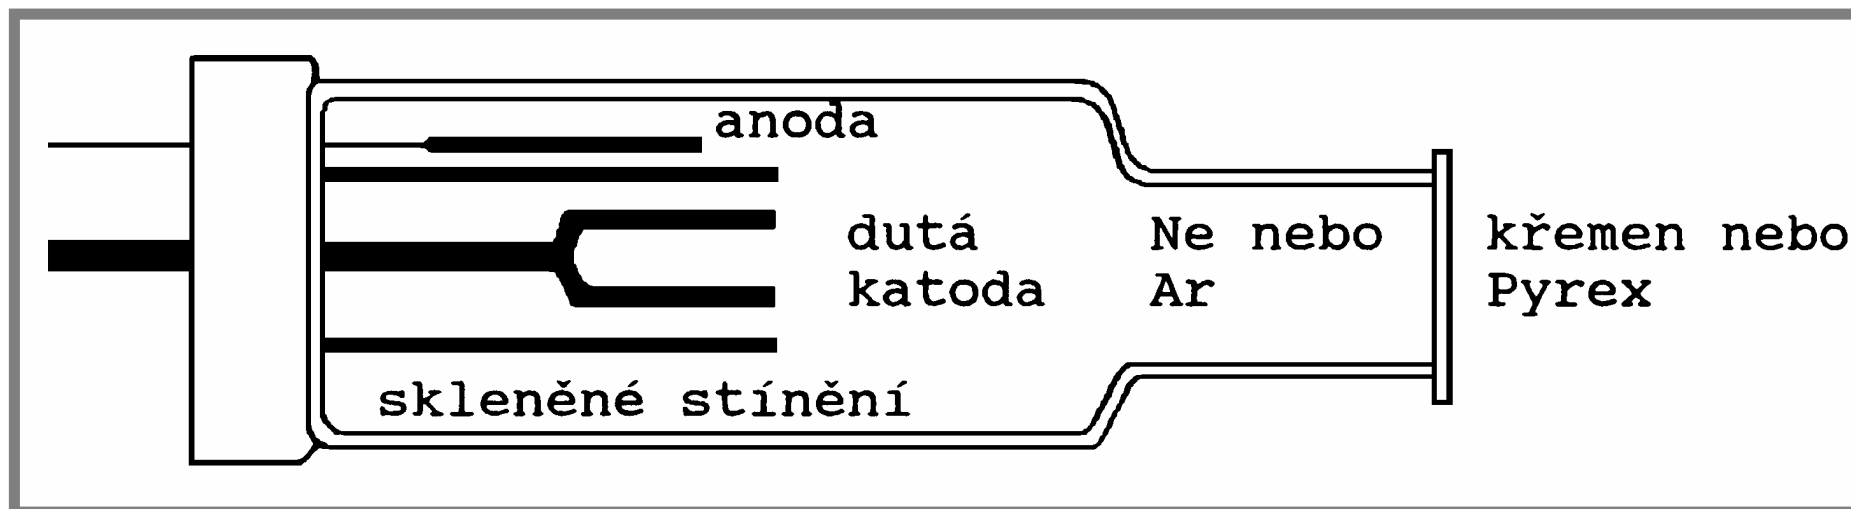 anoda
dutá
katoda
Ne nebo
Ar
křemen nebo
Pyrex
skleněné stínění